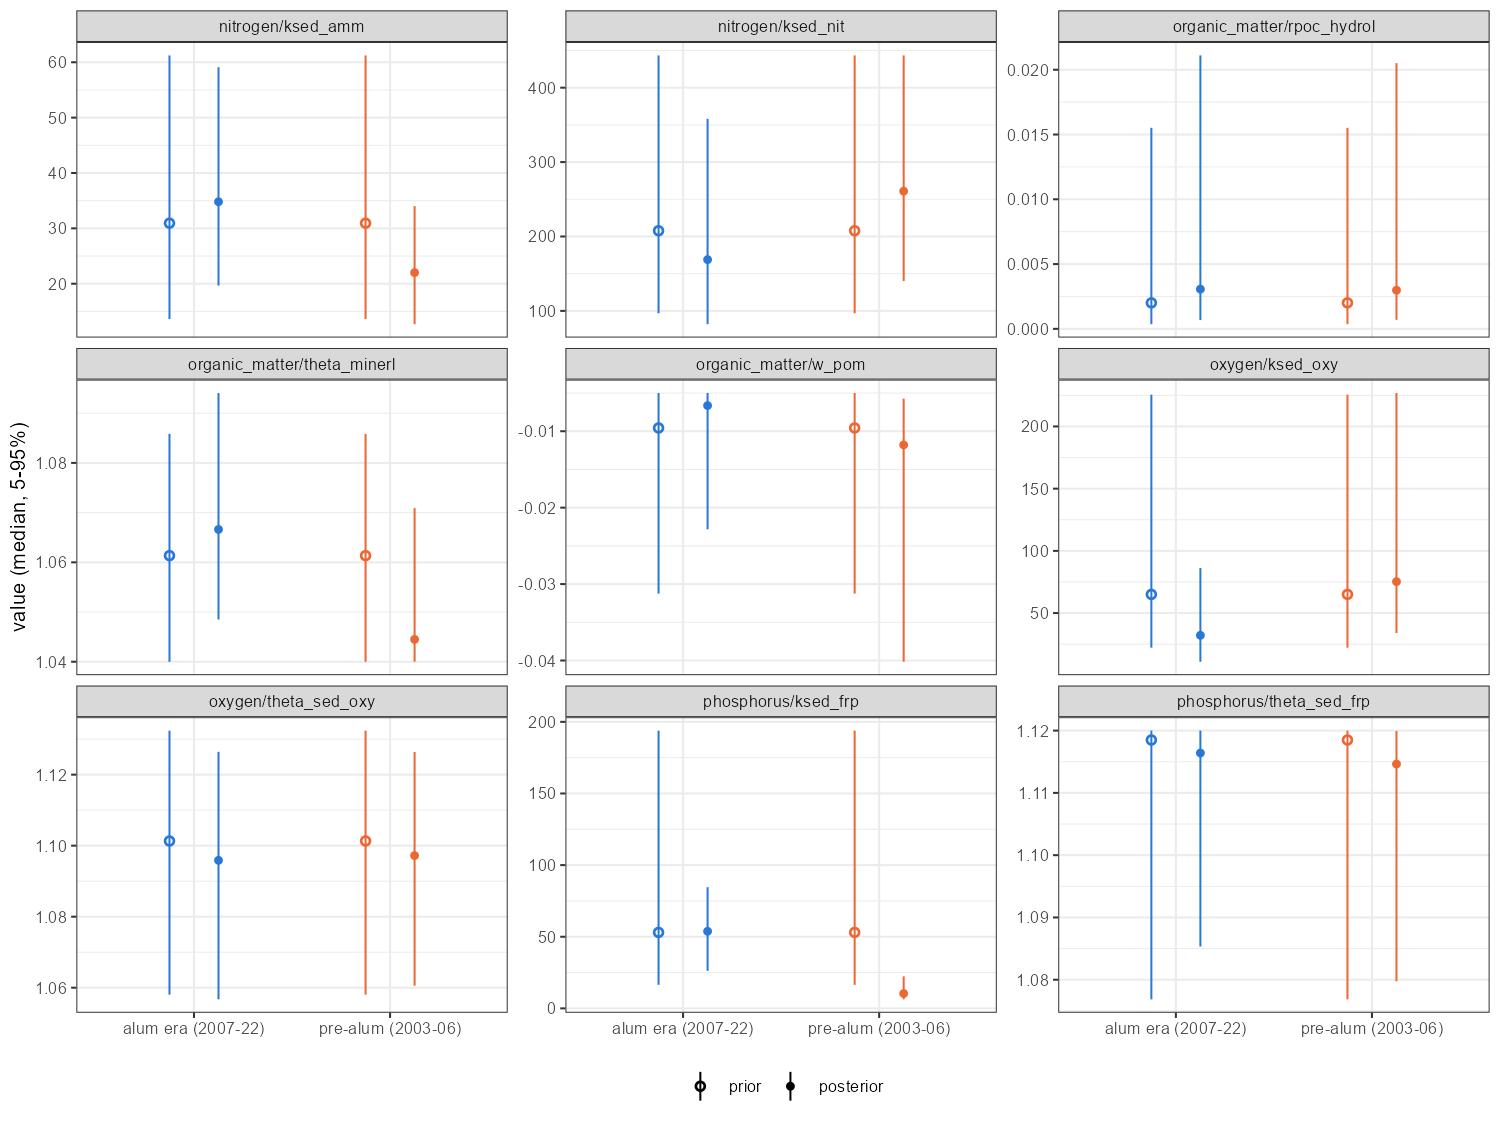 nitrogen/ksed_amm
nitrogen/ksed_nit
organic_matter/rpoc_hydrol
60
50
40
30
20
400
300
200
100
0.020
0.015
0.010
0.005
0.000
organic_matter/theta_minerl
organic_matter/w_pom
oxygen/ksed_oxy
value (median, 5-95%)
1.08
1.06
1.04
-0.01
-0.02
-0.03
-0.04
200
150
100
50
oxygen/theta_sed_oxy
phosphorus/ksed_frp
phosphorus/theta_sed_frp
1.12
1.10
1.08
1.06
200
150
100
50
0
1.12
1.11
1.10
1.09
1.08
alum era (2007-22)
pre-alum (2003-06)
alum era (2007-22)
pre-alum (2003-06)
alum era (2007-22)
pre-alum (2003-06)
prior
posterior